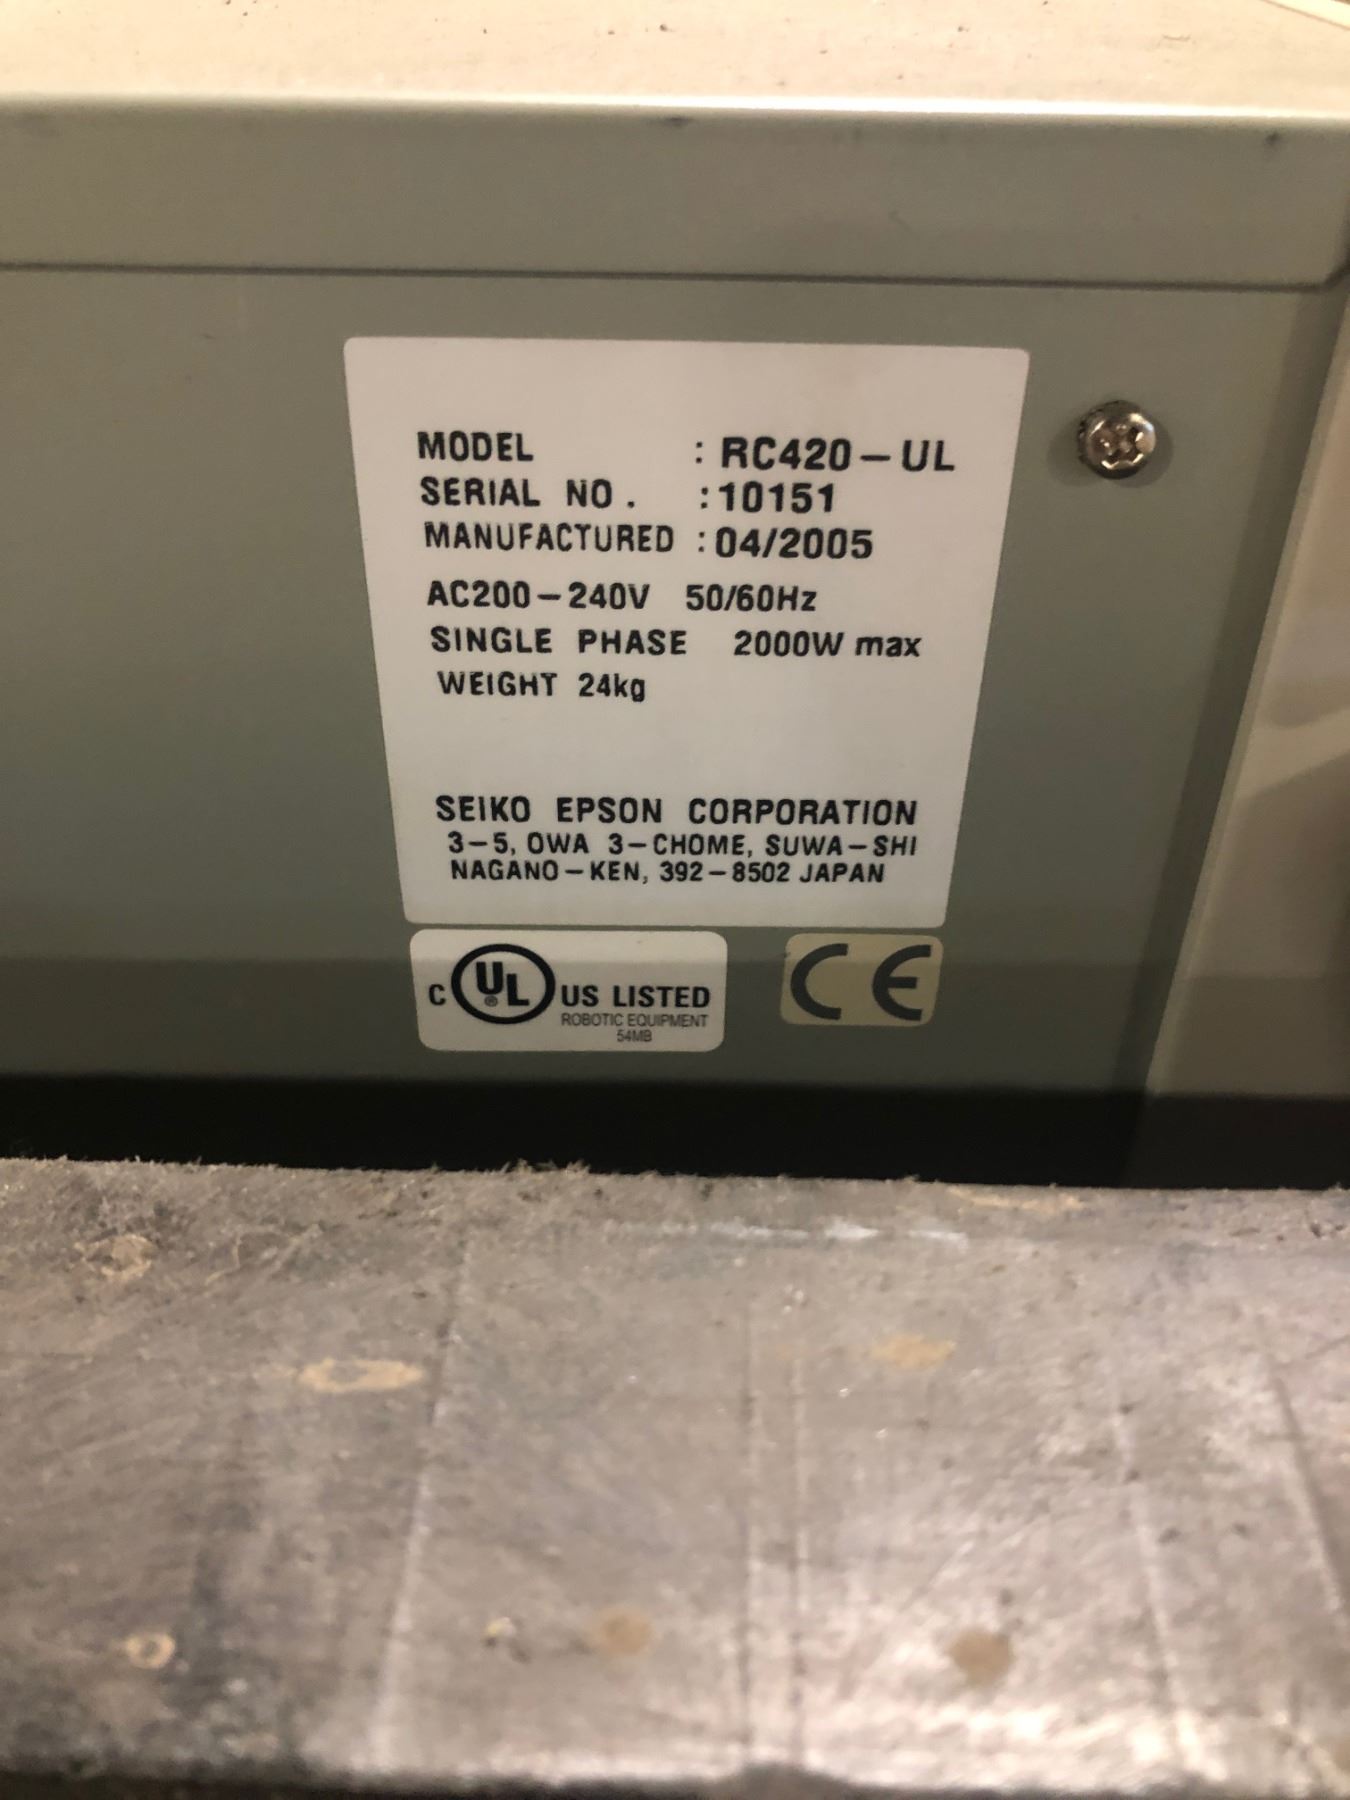 MODEL : RC420-UL
SERIAL NO. : 10151
MANUFACTURED : 04/2005
AC200-240V 50/60Hz
SINGLE PHASE 2000W max
WEIGHT 24kg
SEIKO EPSON CORPORATION
3-5, OWA 3-CHOME, SUWA-SHI
NAGANO-KEN, 392-8502 JAPAN
C UL ® US LISTED
ROBOTIC EQUIPMENT
54MB
CE